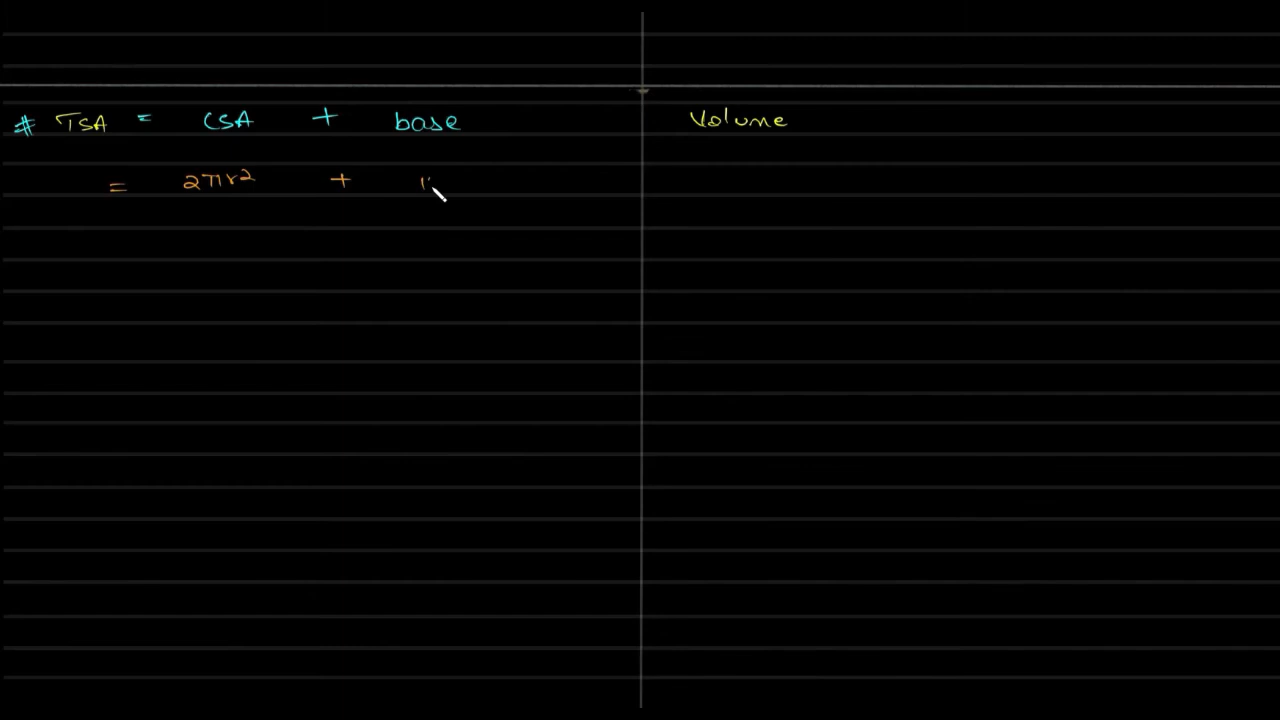 # TSA = CSA + base
= 2πr2 +
Volume